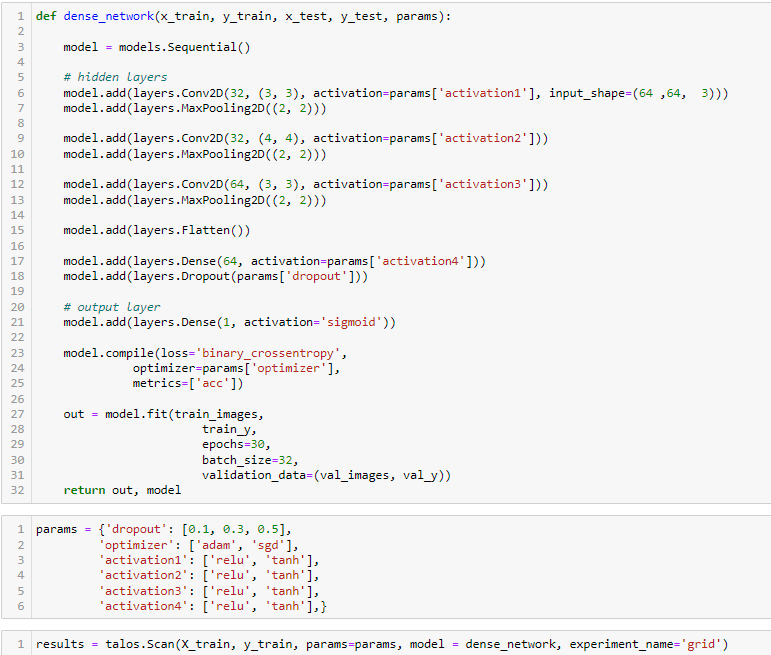 1 def dense_network(x_train, y_train, x_test, y_test, params):
2
3     model = models.Sequential()
4
5     # hidden layers
6     model.add(layers.Conv2D(32, (3, 3), activation=params['activation1'], input_shape=(64 ,64,  3)))
7     model.add(layers.MaxPooling2D((2, 2)))
8
9     model.add(layers.Conv2D(32, (4, 4), activation=params['activation2']))
10     model.add(layers.MaxPooling2D((2, 2)))
11
12     model.add(layers.Conv2D(64, (3, 3), activation=params['activation3']))
13     model.add(layers.MaxPooling2D((2, 2)))
14
15     model.add(layers.Flatten())
16
17     model.add(layers.Dense(64, activation=params['activation4']))
18     model.add(layers.Dropout(params['dropout']))
19
20     # output layer
21     model.add(layers.Dense(1, activation='sigmoid'))
22
23     model.compile(loss='binary_crossentropy',
24               optimizer=params['optimizer'],
25               metrics=['acc'])
26
27     out = model.fit(train_images,
28                         train_y,
29                         epochs=30,
30                         batch_size=32,
31                         validation_data=(val_images, val_y))
32     return out, model
1 params = {'dropout': [0.1, 0.3, 0.5],
2          'optimizer': ['adam', 'sgd'],
3          'activation1': ['relu', 'tanh'],
4          'activation2': ['relu', 'tanh'],
5          'activation3': ['relu', 'tanh'],
6          'activation4': ['relu', 'tanh'],}
1 results = talos.Scan(X_train, y_train, params=params, model = dense_network, experiment_name='grid')